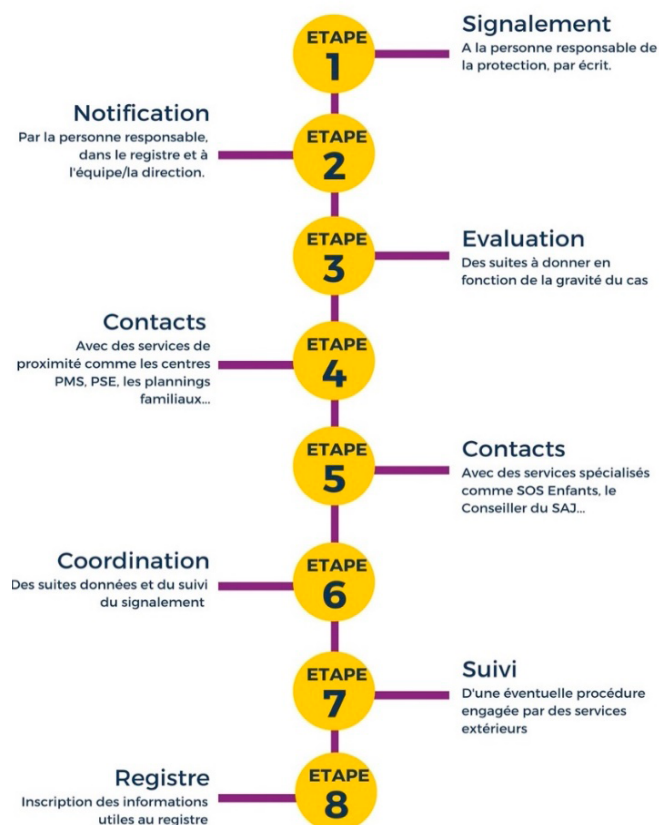 ETAPE
1
Signalement
A la personne responsable de
la protection, par écrit.
Notification
Par la personne responsable,
dans le registre et à
l'équipe/la direction.
ETAPE
2
ETAPE
3
Evaluation
Des suites à donner en
fonction de la gravité du cas
Contacts
Avec des services de
proximité comme les centres
PMS, PSE, les plannings
familiaux...
ETAPE
4
ETAPE
5
Contacts
Avec des services spécialisés
comme SOS Enfants, le
Conseiller du SAJ...
Coordination
Des suites données et du suivi
du signalement
ETAPE
6
ETAPE
7
Suivi
D'une éventuelle procédure
engagée par des services
extérieurs
Registre
Inscription des informations
utiles au registre
ETAPE
8